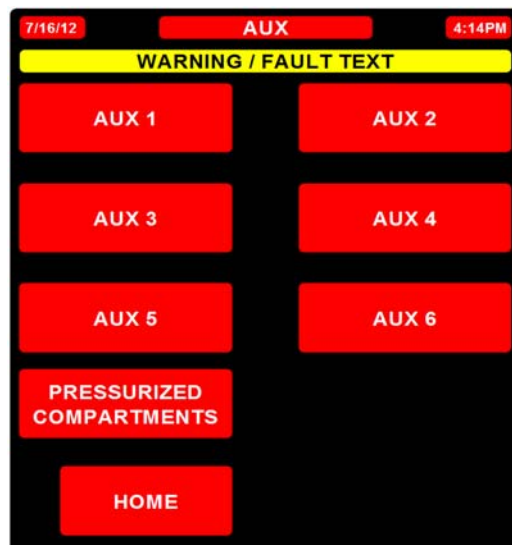 7/16/12 AUX 4:14PM
WARNING / FAULT TEXT
AUX 1 AUX 2
AUX 3 AUX 4
AUX 5 AUX 6
PRESSURIZED
COMPARTMENTS
HOME